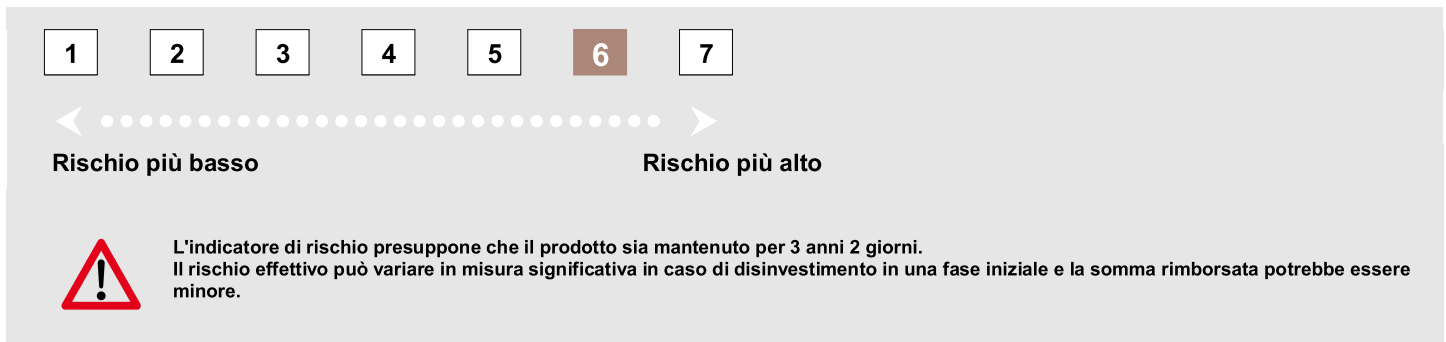 1 2 3 4 5 6 7
Rischio più basso Rischio più alto
L'indicatore di rischio presuppone che il prodotto sia mantenuto per 3 anni 2 giorni.
Il rischio effettivo può variare in misura significativa in caso di disinvestimento in una fase iniziale e la somma rimborsata potrebbe essere
minore.